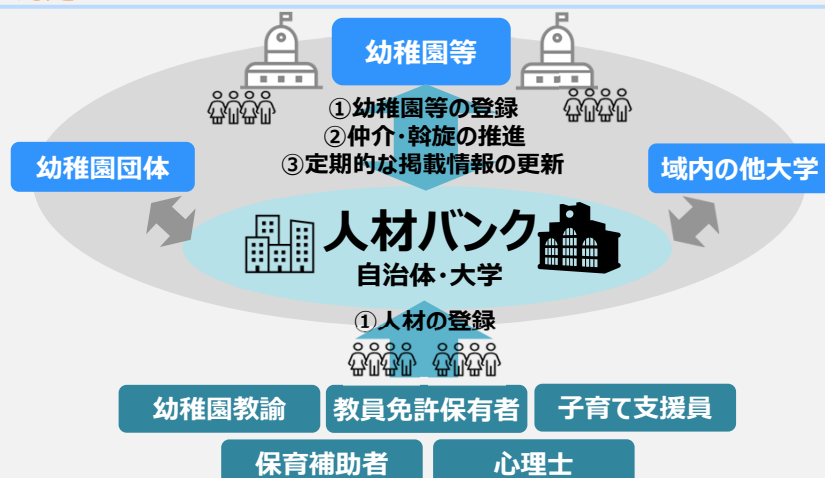 幼稚園等
①幼稚園等の登録
②仲介・斡旋の推進
③定期的な掲載情報の更新
幼稚園団体
域内の他大学
人材バンク
自治体・大学
①人材の登録
幼稚園教諭
教員免許保有者
子育て支援員
保育補助者
心理士